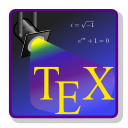 i = √-1
e^iπ + 1 = 0
TEX